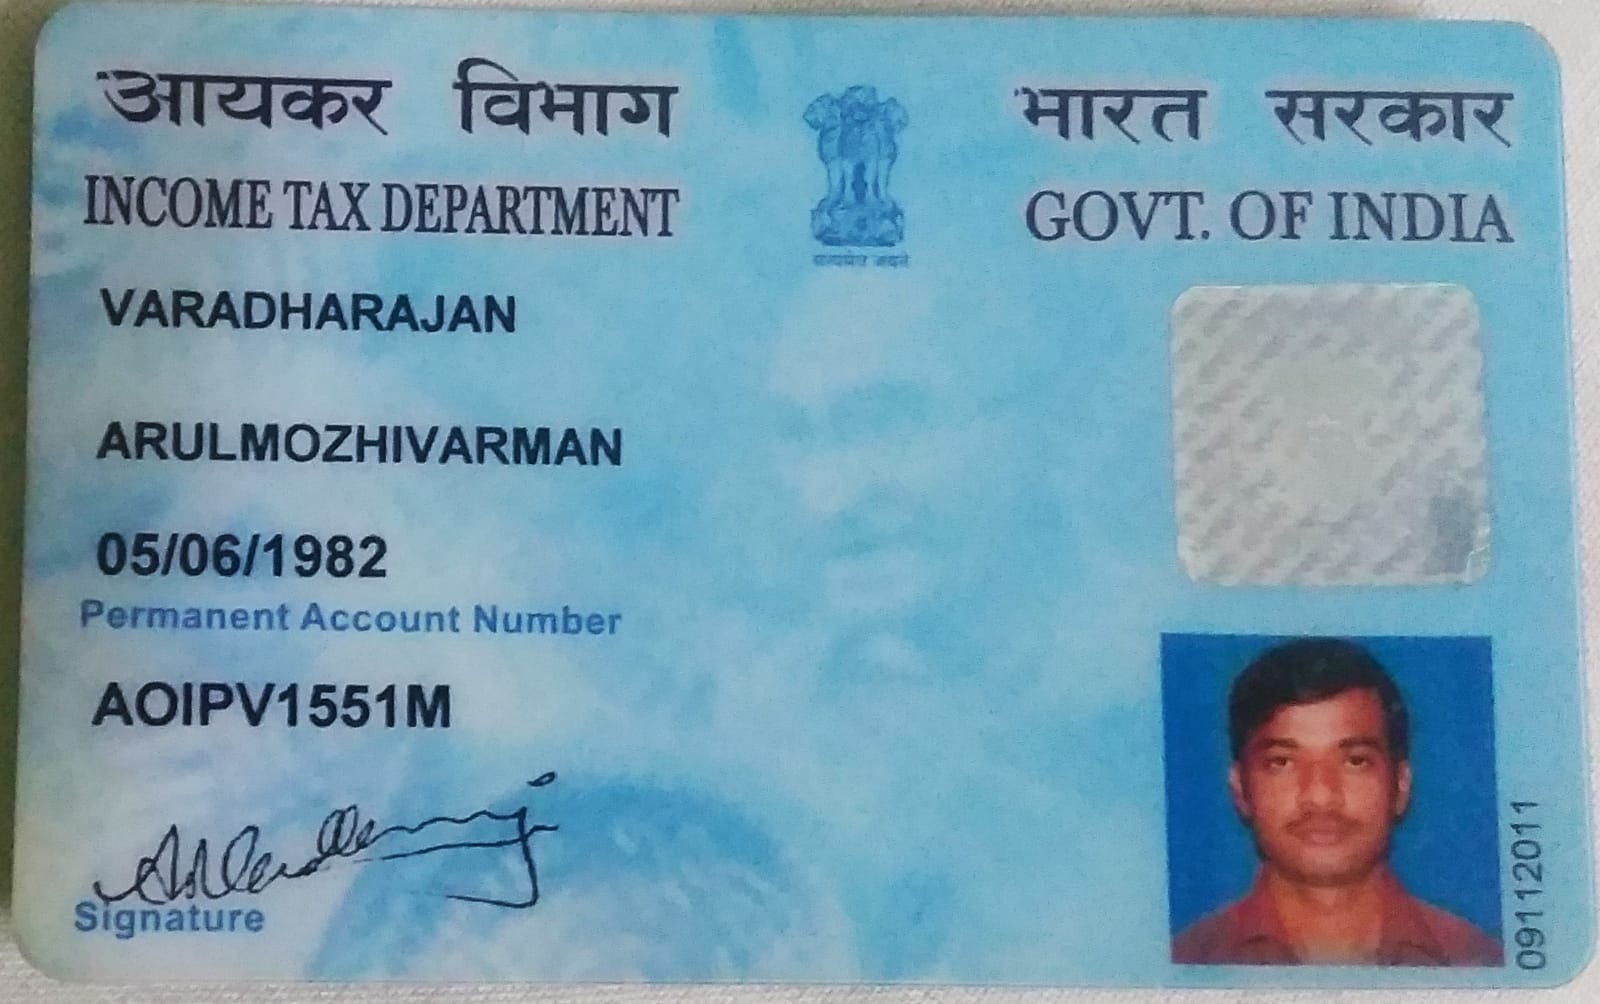 आयकर विभाग
INCOME TAX DEPARTMENT
सत्यमेव जयते
भारत सरकार
GOVT. OF INDIA
VARADHARAJAN
ARULMOZHIVARMAN
05/06/1982
Permanent Account Number
AOIPV1551M
Signature
09112011